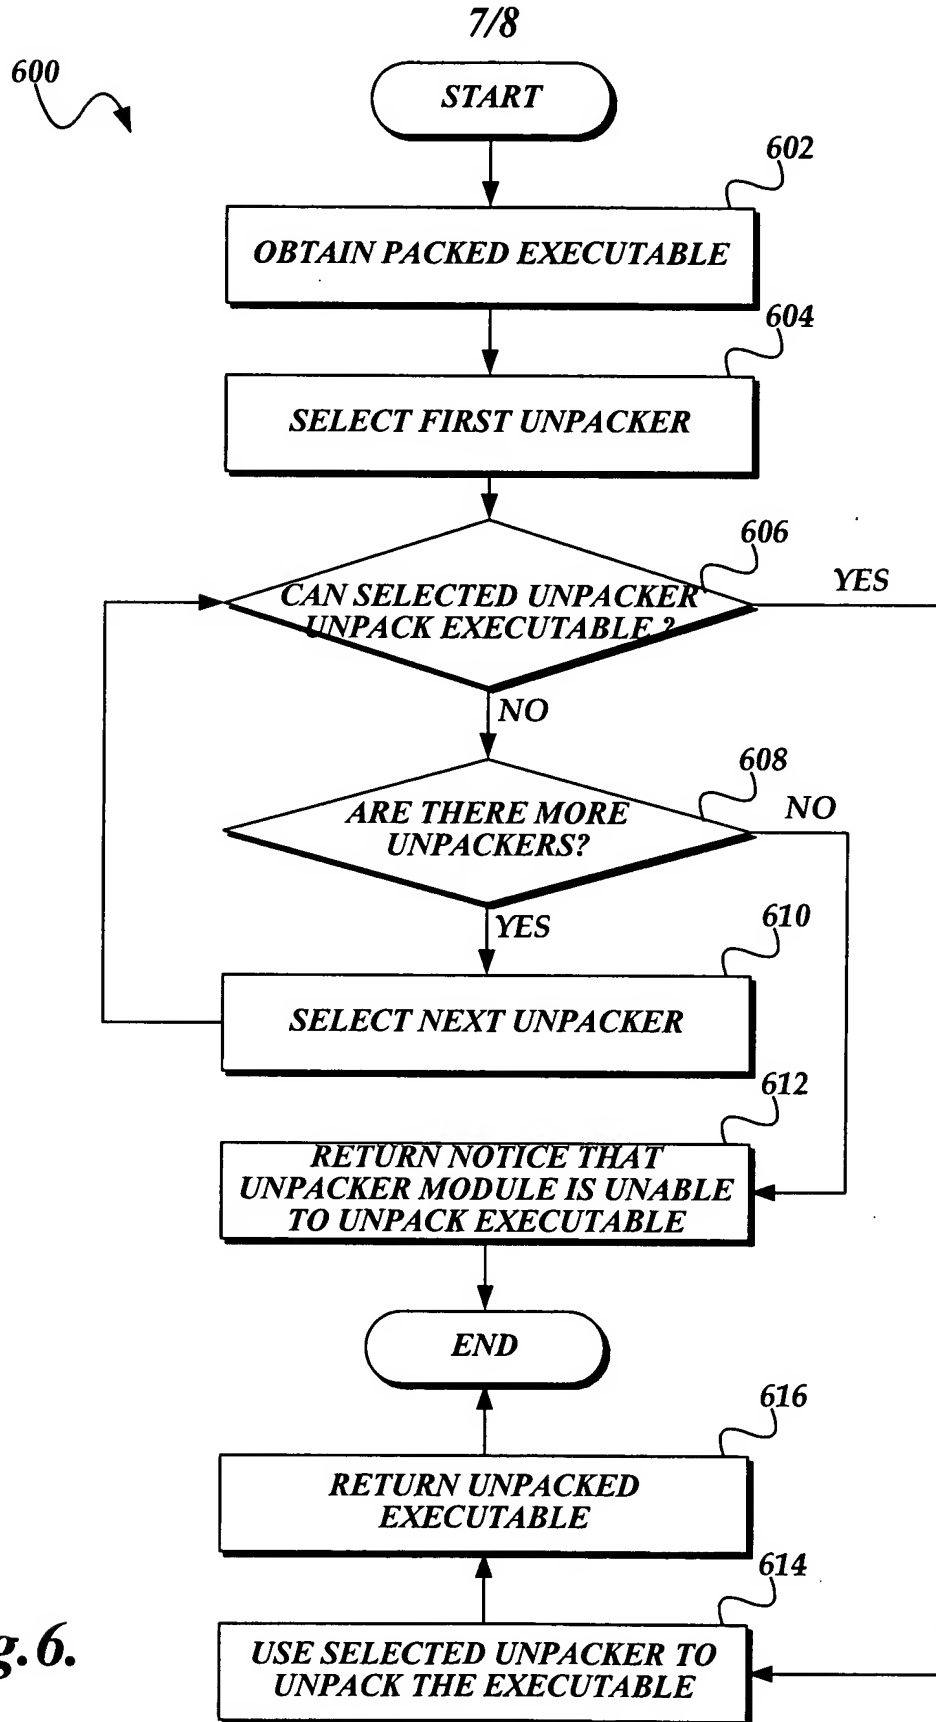 7/8
600
START
602
OBTAIN PACKED EXECUTABLE
604
SELECT FIRST UNPACKER
606
CAN SELECTED UNPACKER
UNPACK EXECUTABLE ?
YES
NO
608
ARE THERE MORE
UNPACKERS?
NO
YES
610
SELECT NEXT UNPACKER
612
RETURN NOTICE THAT
UNPACKER MODULE IS UNABLE
TO UNPACK EXECUTABLE
END
616
RETURN UNPACKED
EXECUTABLE
614
USE SELECTED UNPACKER TO
UNPACK THE EXECUTABLE
g.6.